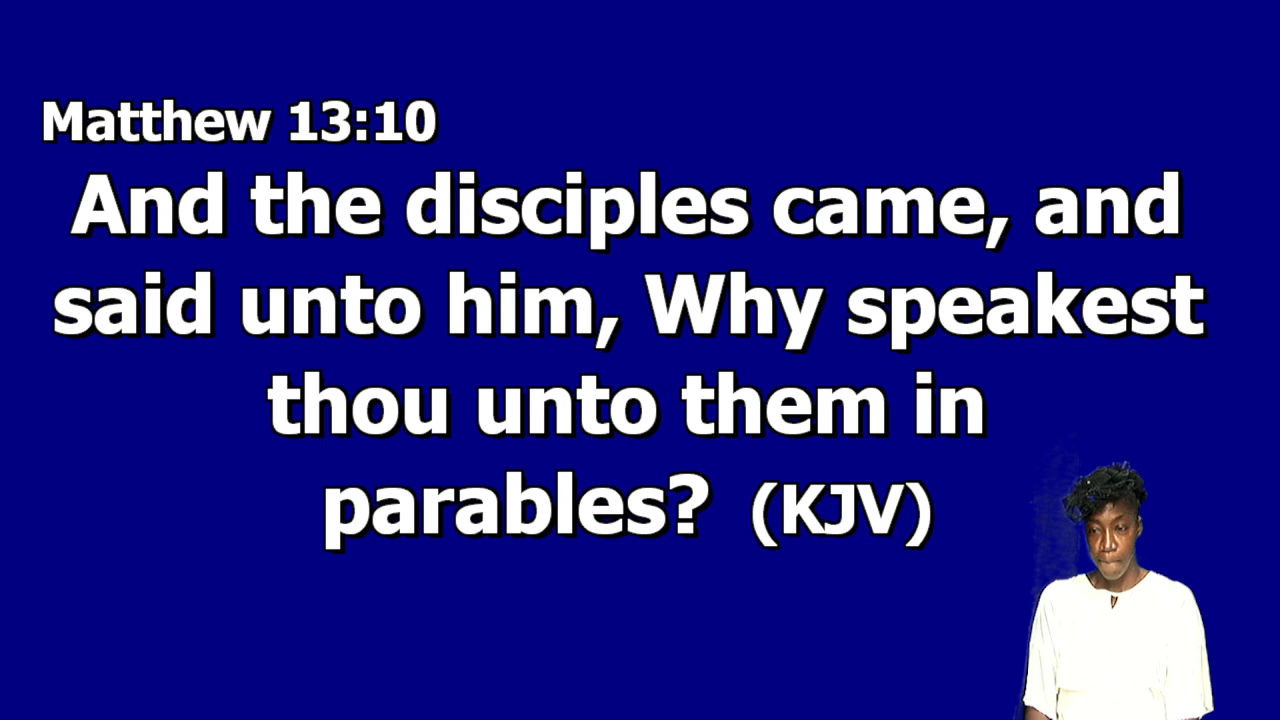 Matthew 13:10
And the disciples came, and
said unto him, Why speakest
thou unto them in
parables? (KJV)